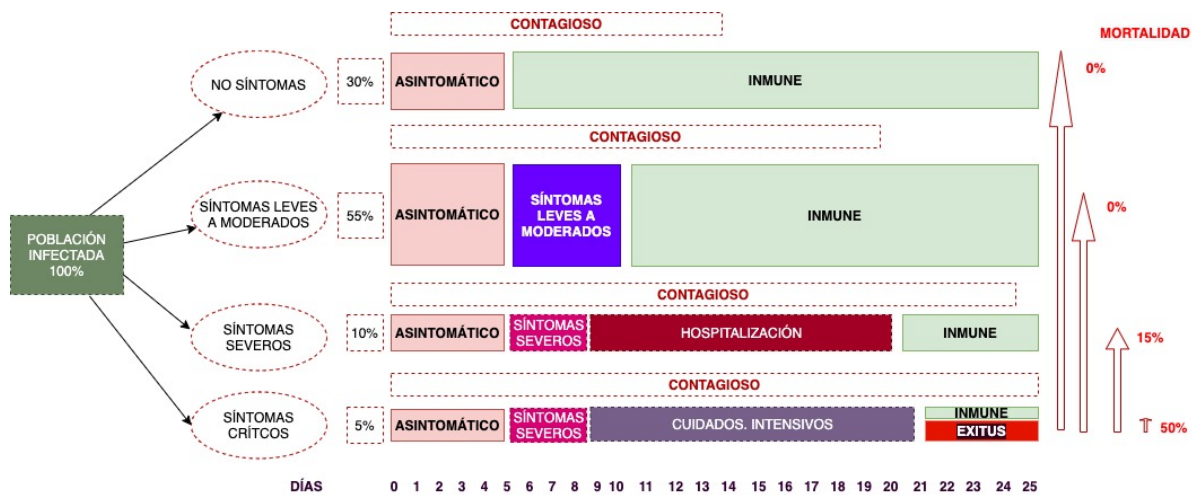 CONTAGIOSO
MORTALIDAD
NO SÍNTOMAS
30%
ASINTOMÁTICO
INMUNE
0%
CONTAGIOSO
SÍNTOMAS LEVES
A MODERADOS
55%
ASINTOMÁTICO
SÍNTOMAS
LEVES A
MODERADOS
INMUNE
0%
POBLACIÓN
INFECTADA
100%
CONTAGIOSO
SÍNTOMAS
SEVEROS
10%
ASINTOMÁTICO
SÍNTOMAS
SEVEROS
HOSPITALIZACIÓN
INMUNE
15%
CONTAGIOSO
SÍNTOMAS
CRÍTCOS
5%
ASINTOMÁTICO
SÍNTOMAS
SEVEROS
CUIDADOS. INTENSIVOS
INMUNE
EXITUS
50%
DÍAS 0 1 2 3 4 5 6 7 8 9 10 11 12 13 14 15 16 17 18 19 20 21 22 23 24 25